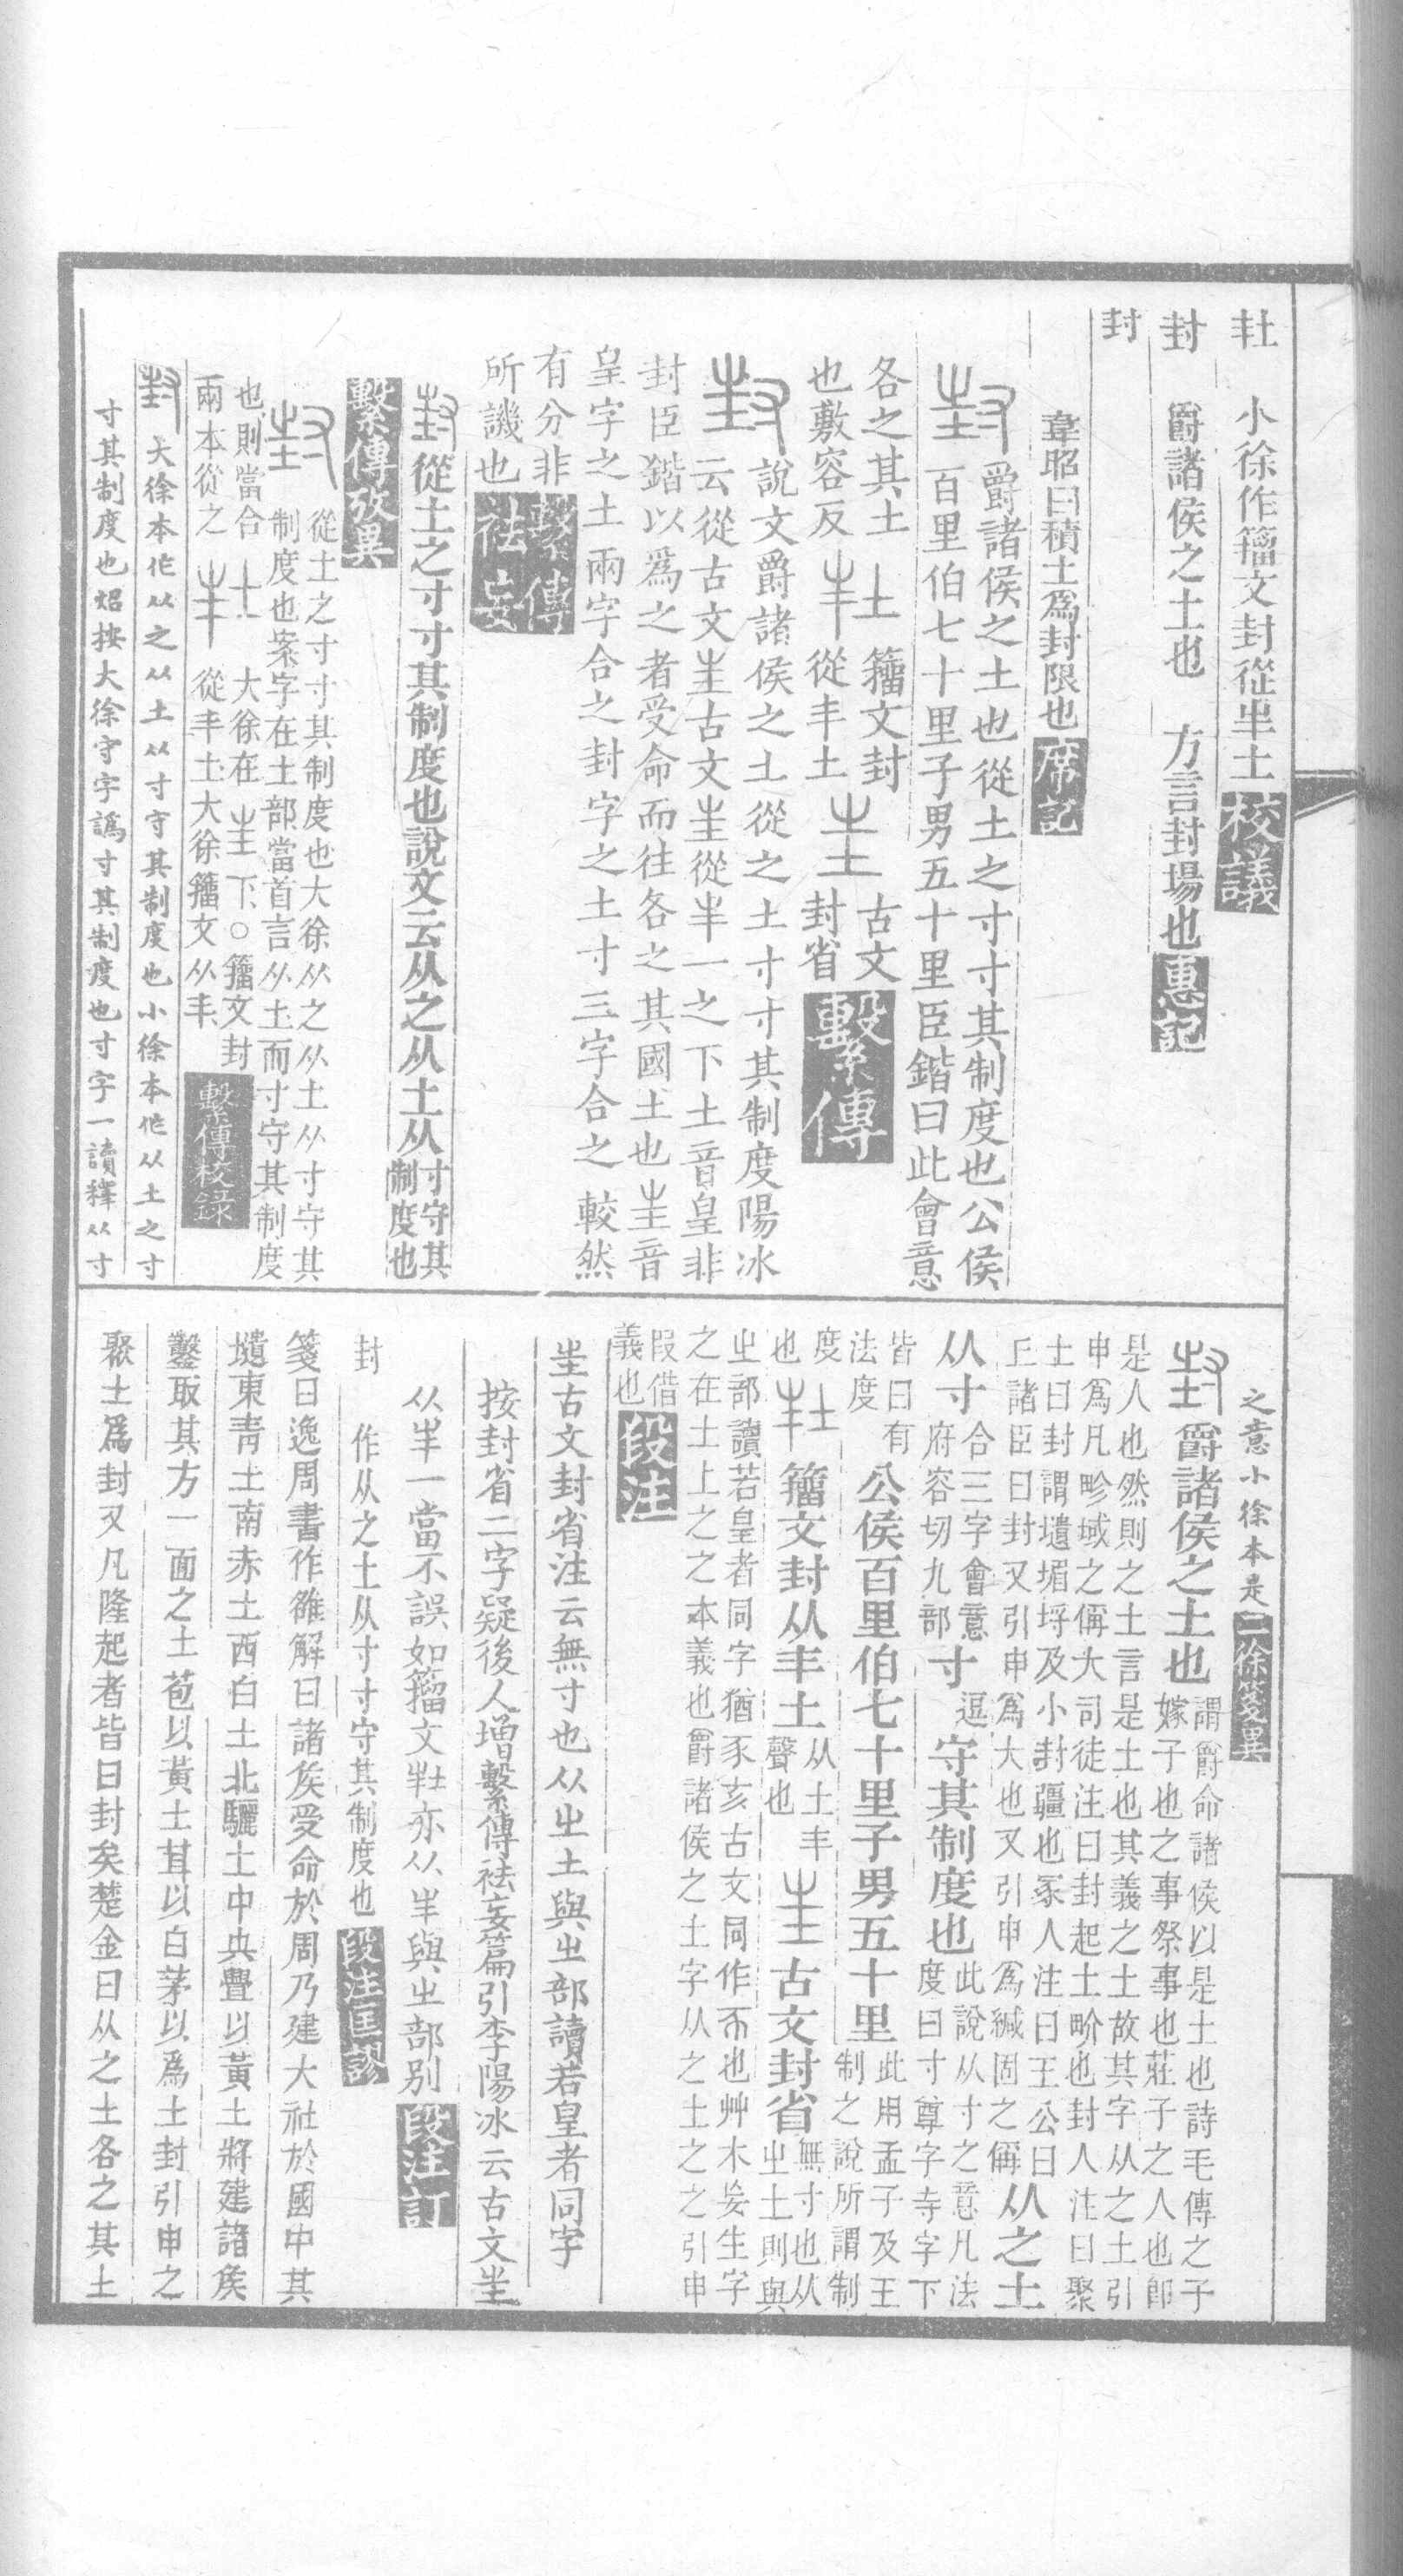 𡉚　小徐作籒文封從半土 校議
封　爵諸侯之土也　方言封場也 惠記
封
韋昭曰積土爲封限也 席記
爵諸侯之土也從土之寸寸其制度也公侯
百里伯七十里子男五十里臣鍇曰此會意
各之其土　籒文封　古文
也敷容反　從丰土　封省 繫傳
說文爵諸侯之土從之土寸寸其制度陽冰
云從古文㞷古文㞷從半一之下土音皇非
封臣鍇以爲之者受命而往各之其國土也㞷音
皇字之土兩字合之封字之土寸三字合之較然
有分非 繫傳
所譏也 祛妄
從土之寸寸其制度也說文云从之从土从寸守其
制度也
繫傳攷異
從土之寸寸其制度也大徐从之从土从寸守其
制度也案字在土部當首言从土而寸守其制度
也則當合　大徐在㞷下○籒文封
兩本從之　從丰土大徐籒文从丰 繫傳校錄
大徐本作从之从土从寸守其制度也小徐本作从土之寸
寸其制度也炤按大徐守字譌寸其制度也寸字一讀釋从寸
之意小徐本是 二徐箋異
爵諸侯之土也謂爵命諸侯以是土也詩毛傳之子
嫁子也之事祭事也莊子之人也卽
是人也然則之土言是土也其義之土故其字从之土引
申爲凡畛域之偁大司徒注曰封起土畍也封人注曰聚
土曰封謂壝堳埒及小封疆也冢人注曰王公曰
丘諸臣曰封又引申爲大也又引申爲緘固之偁从之土
从寸合三字會意
府容切九部寸逗守其制度也此說从寸之意凡法
度曰寸尊字寺字下
皆曰有
法度公侯百里伯七十里子男五十里此用孟子及王
制之說所謂制
度
也　籒文封从丰土从土丰
聲也　古文封省無寸也从
㞢土則與
㞢部讀若皇者同字猶豕亥古文同作也艸木妄生字
之在土上之之本義也爵諸侯之土字从之土之之引申
叚借
義也 段注
㞷古文封省注云無寸也从㞢土與㞢部讀若皇者同字
按封省二字疑後人增繫傳祛妄篇引李陽冰云古文㞷
从半一當不誤如籒文𡉚亦从半與㞢部別 段注訂
封　作从之土从寸寸守其制度也 段注匡謬
箋曰逸周書作雒解曰諸矦受命於周乃建大社於國中其
壝東靑土南赤土西白土北驪土中央疊以黃土將建諸矦
鑿取其方一面之土苞以黃土苴以白茅以爲土封引申之
聚土爲封又凡隆起者皆曰封矣楚金曰从之土各之其土